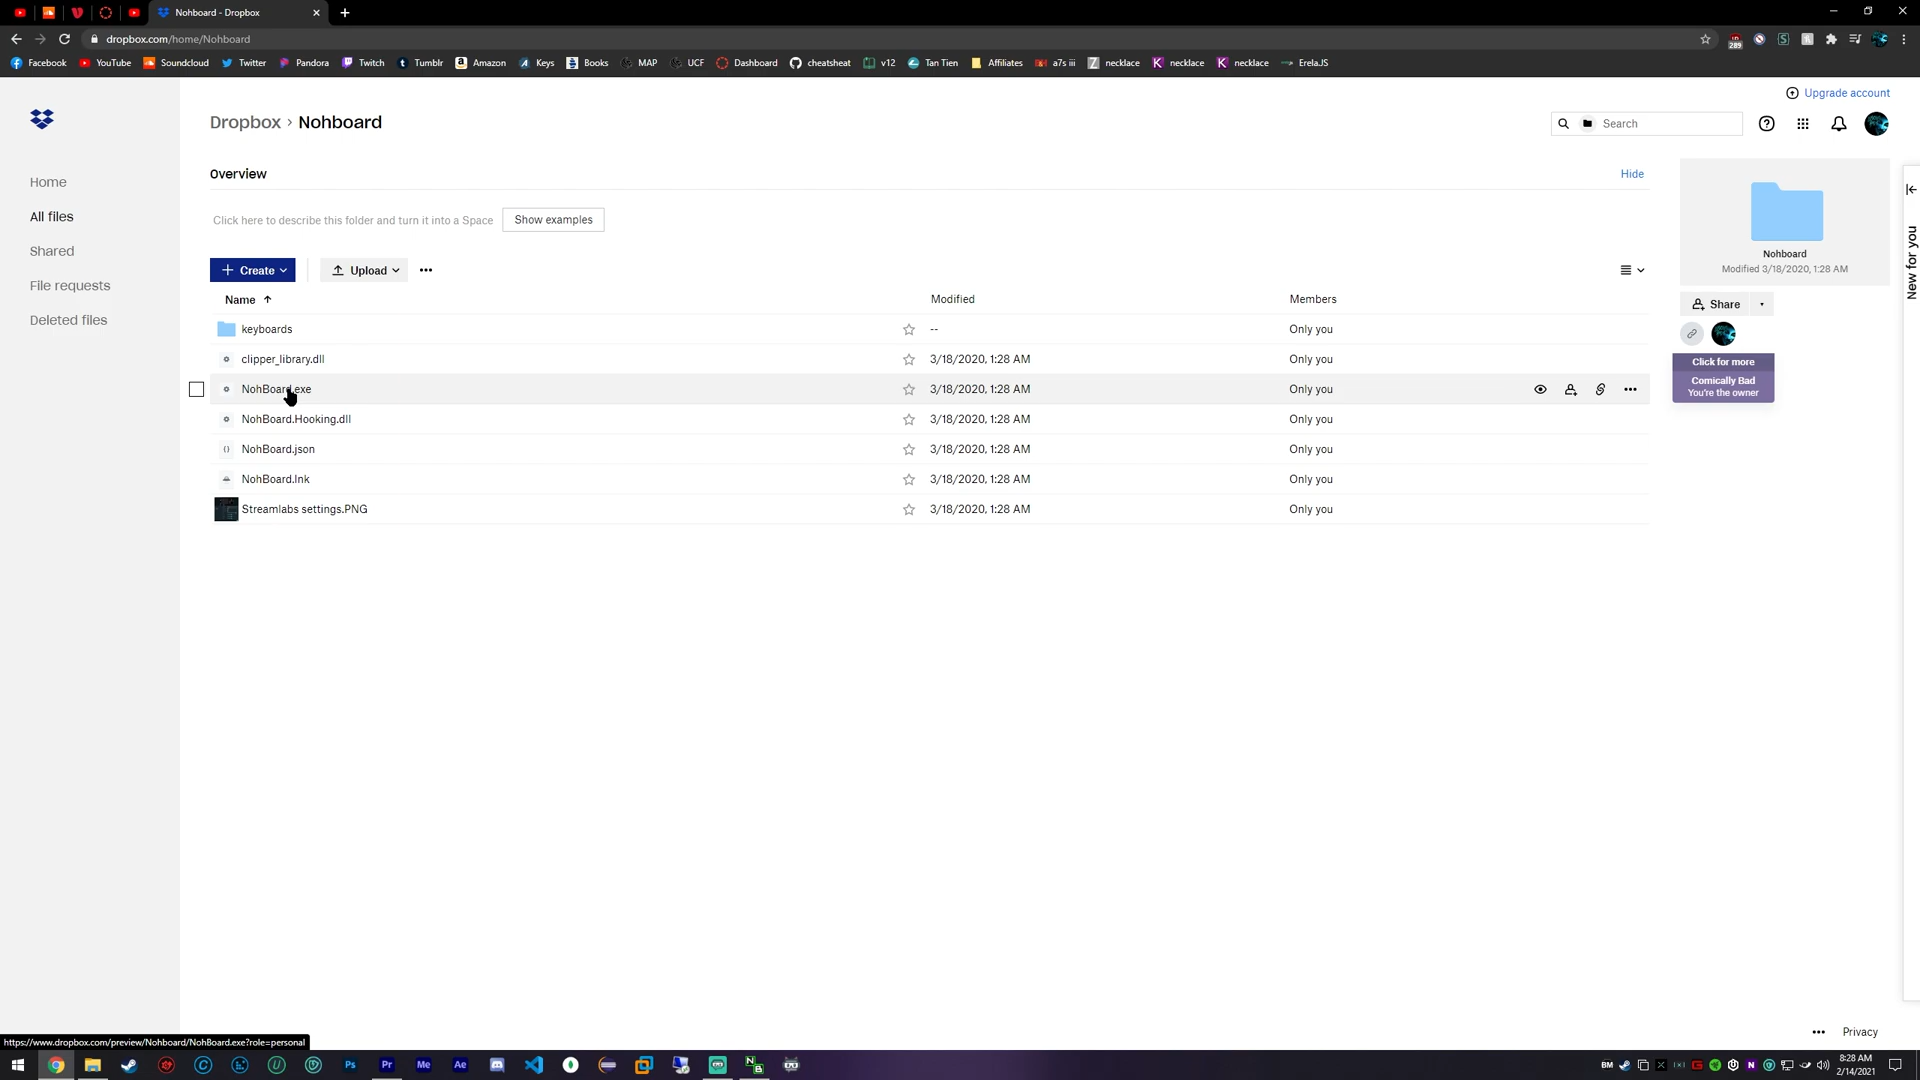 Nohboard - Dropbox
dropbox.com/home/Nohboard
289
Facebook YouTube Soundcloud Twitter Pandora Twitch Tumblr Amazon Keys Books MAP UCF Dashboard cheatsheat v12 Tan Tien Affiliates a7s iii necklace necklace necklace ErelaJS
Upgrade account
Dropbox › Nohboard
Search
Home
All files
Shared
File requests
Deleted files
Overview
Hide
Click here to describe this folder and turn it into a Space
Show examples
Create
Upload
Name Modified Members
keyboards -- Only you
clipper_library.dll 3/18/2020, 1:28 AM Only you
NohBoard.exe 3/18/2020, 1:28 AM Only you
NohBoard.Hooking.dll 3/18/2020, 1:28 AM Only you
NohBoard.json 3/18/2020, 1:28 AM Only you
NohBoard.lnk 3/18/2020, 1:28 AM Only you
Streamlabs settings.PNG 3/18/2020, 1:28 AM Only you
Nohboard
Modified 3/18/2020, 1:28 AM
Share
Click for more
Comically Bad
You're the owner
New for you
Privacy
https://www.dropbox.com/preview/Nohboard/NohBoard.exe?role=personal
Ps Pr Me Ae
BM
8:28 AM
2/14/2021